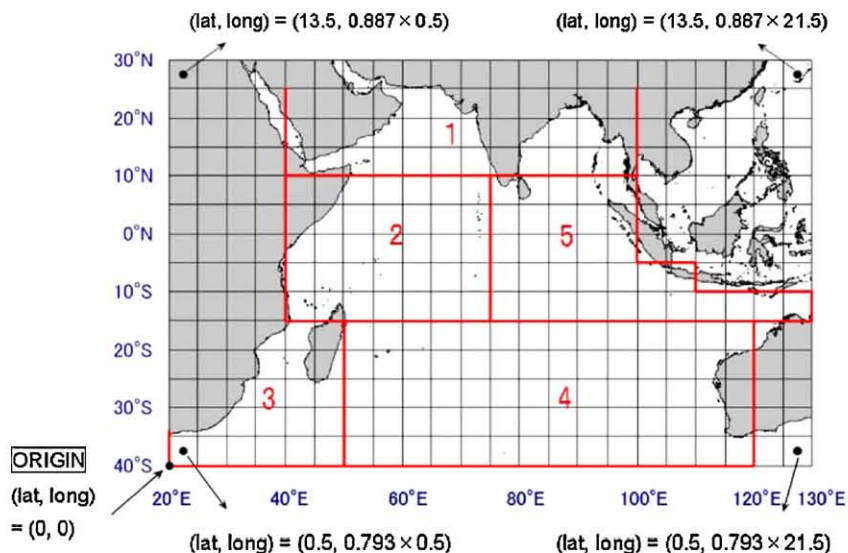 (lat, long) = (13.5, 0.887×0.5) (lat, long) = (13.5, 0.887×21.5)
30°N
20°N
1
10°N
2 5
0°N
10°S
20°S
3 4
30°S
ORIGIN
40°S
(lat, long)
= (0, 0)
20°E 40°E 60°E 80°E 100°E 120°E 130°E
(lat, long) = (0.5, 0.793×0.5) (lat, long) = (0.5, 0.793×21.5)